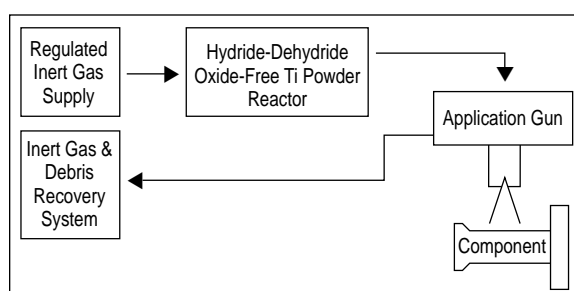 Regulated
Inert Gas
Supply
Hydride-Dehydride
Oxide-Free Ti Powder
Reactor
Application Gun
Inert Gas &
Debris
Recovery
System
Component